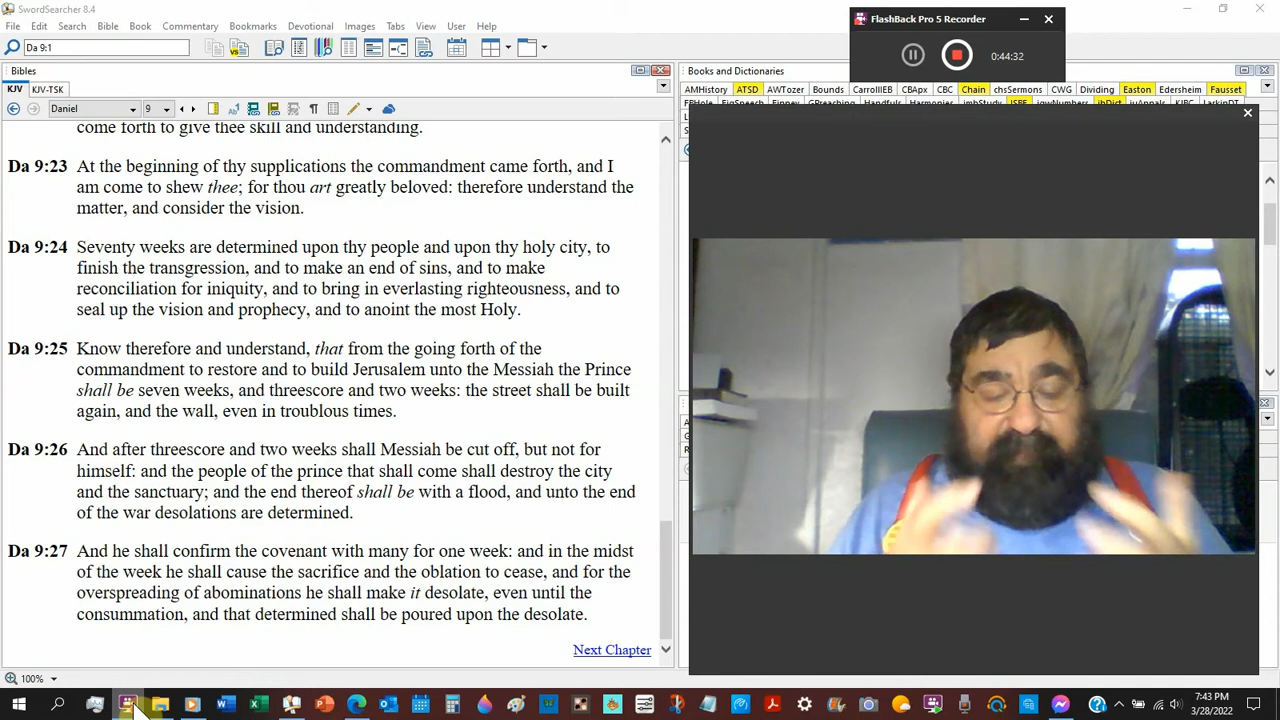 SwordSearcher 8.4
File Edit Search Bible Book Commentary Bookmarks Devotional Images Tabs View User Help
Da 9:1
FlashBack Pro 5 Recorder
0:44:32
Bibles
KJV KJV-TSK
Daniel 9
Books and Dictionaries
AMHistory ATSD AWTozer Bounds CarrollIEB CBApx CBC Chain chsSermons CWG Dividing Easton Edersheim Fausset
come forth to give thee skill and understanding.
Da 9:23 At the beginning of thy supplications the commandment came forth, and I
am come to shew thee; for thou art greatly beloved: therefore understand the
matter, and consider the vision.
Da 9:24 Seventy weeks are determined upon thy people and upon thy holy city, to
finish the transgression, and to make an end of sins, and to make
reconciliation for iniquity, and to bring in everlasting righteousness, and to
seal up the vision and prophecy, and to anoint the most Holy.
Da 9:25 Know therefore and understand, that from the going forth of the
commandment to restore and to build Jerusalem unto the Messiah the Prince
shall be seven weeks, and threescore and two weeks: the street shall be built
again, and the wall, even in troublous times.
Da 9:26 And after threescore and two weeks shall Messiah be cut off, but not for
himself: and the people of the prince that shall come shall destroy the city
and the sanctuary; and the end thereof shall be with a flood, and unto the end
of the war desolations are determined.
Da 9:27 And he shall confirm the covenant with many for one week: and in the midst
of the week he shall cause the sacrifice and the oblation to cease, and for the
overspreading of abominations he shall make it desolate, even until the
consummation, and that determined shall be poured upon the desolate.
Next Chapter
100%
7:43 PM
3/28/2022